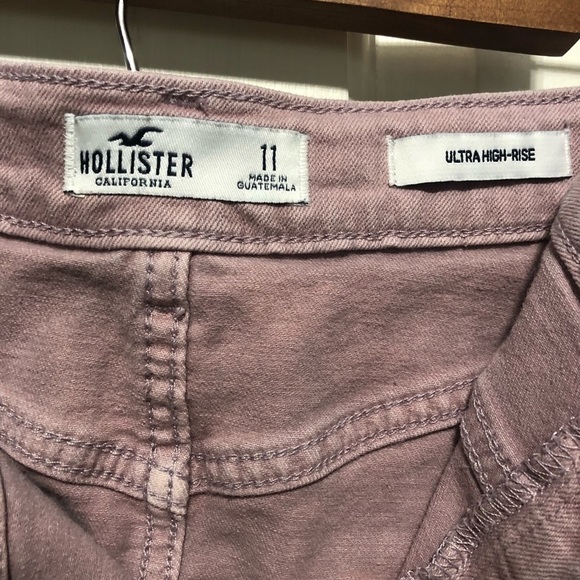 HOLLISTER
CALIFORNIA
11
MADE IN
GUATEMALA
ULTRA HIGH-RISE